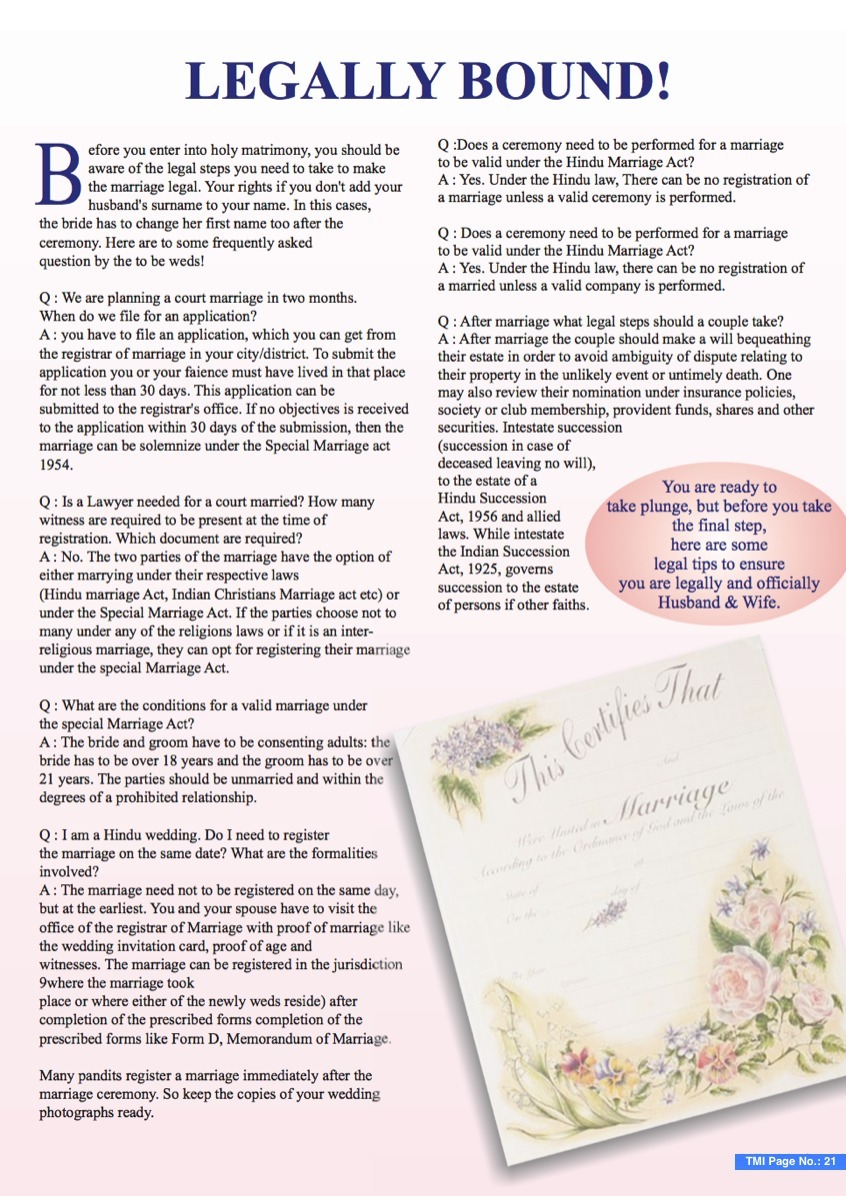 LEGALLY BOUND!
Before you enter into holy matrimony, you should be
aware of the legal steps you need to take to make
the marriage legal. Your rights if you don't add your
husband's surname to your name. In this cases,
the bride has to change her first name too after the
ceremony. Here are to some frequently asked
question by the to be weds!
Q : We are planning a court marriage in two months.
When do we file for an application?
A : you have to file an application, which you can get from
the registrar of marriage in your city/district. To submit the
application you or your faience must have lived in that place
for not less than 30 days. This application can be
submitted to the registrar's office. If no objectives is received
to the application within 30 days of the submission, then the
marriage can be solemnize under the Special Marriage act
1954.
Q : Is a Lawyer needed for a court married? How many
witness are required to be present at the time of
registration. Which document are required?
A : No. The two parties of the marriage have the option of
either marrying under their respective laws
(Hindu marriage Act, Indian Christians Marriage act etc) or
under the Special Marriage Act. If the parties choose not to
many under any of the religions laws or if it is an inter-
religious marriage, they can opt for registering their marriage
under the special Marriage Act.
Q : What are the conditions for a valid marriage under
the special Marriage Act?
A : The bride and groom have to be consenting adults: the
bride has to be over 18 years and the groom has to be over
21 years. The parties should be unmarried and within the
degrees of a prohibited relationship.
Q : I am a Hindu wedding. Do I need to register
the marriage on the same date? What are the formalities
involved?
A : The marriage need not to be registered on the same day,
but at the earliest. You and your spouse have to visit the
office of the registrar of Marriage with proof of marriage like
the wedding invitation card, proof of age and
witnesses. The marriage can be registered in the jurisdiction
9where the marriage took
place or where either of the newly weds reside) after
completion of the prescribed forms completion of the
prescribed forms like Form D, Memorandum of Marriage.
Many pandits register a marriage immediately after the
marriage ceremony. So keep the copies of your wedding
photographs ready.
Q :Does a ceremony need to be performed for a marriage
to be valid under the Hindu Marriage Act?
A : Yes. Under the Hindu law, There can be no registration of
a marriage unless a valid ceremony is performed.
Q : Does a ceremony need to be performed for a marriage
to be valid under the Hindu Marriage Act?
A : Yes. Under the Hindu law, there can be no registration of
a married unless a valid company is performed.
Q : After marriage what legal steps should a couple take?
A : After marriage the couple should make a will bequeathing
their estate in order to avoid ambiguity of dispute relating to
their property in the unlikely event or untimely death. One
may also review their nomination under insurance policies,
society or club membership, provident funds, shares and other
securities. Intestate succession
(succession in case of
deceased leaving no will),
to the estate of a
Hindu Succession
Act, 1956 and allied
laws. While intestate
the Indian Succession
Act, 1925, governs
succession to the estate
of persons if other faiths.
You are ready to
take plunge, but before you take
the final step,
here are some
legal tips to ensure
you are legally and officially
Husband & Wife.
This Certifies That
And
Were United in Marriage
According to the Ordinance of God and the Laws of the
at
State of
day of
On the
TMI Page No.: 21